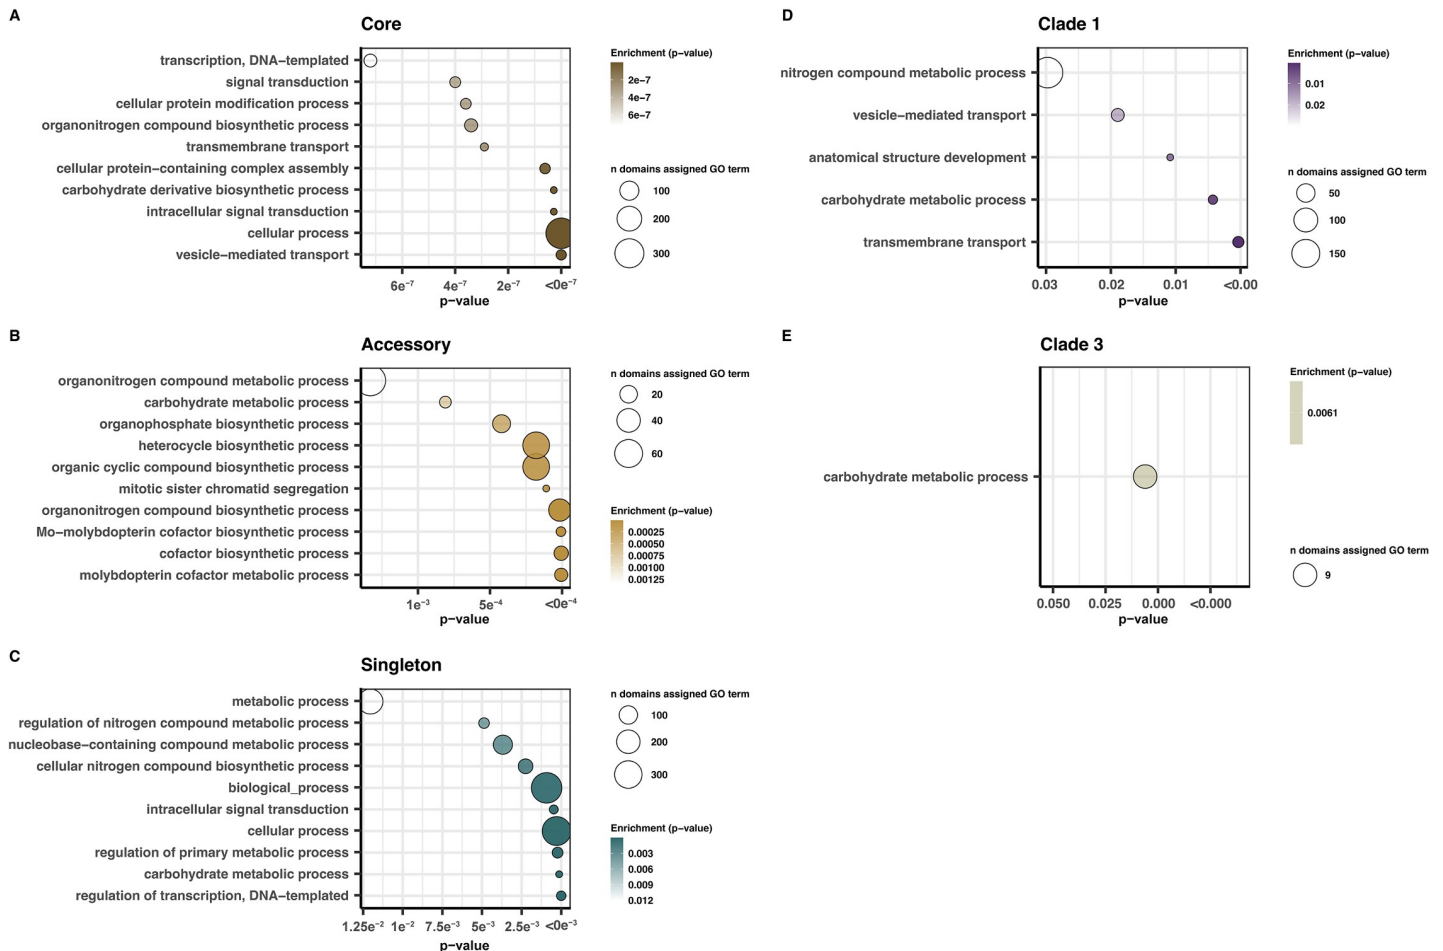 A
Core
transcription, DNA−templated
signal transduction
cellular protein modification process
organonitrogen compound biosynthetic process
transmembrane transport
cellular protein−containing complex assembly
carbohydrate derivative biosynthetic process
intracellular signal transduction
cellular process
vesicle−mediated transport
6e⁻⁷ 4e⁻⁷ 2e⁻⁷ <0e⁻⁷
p−value
Enrichment (p−value)
2e−7
4e−7
6e−7
n domains assigned GO term
100
200
300
D
Clade 1
nitrogen compound metabolic process
vesicle−mediated transport
anatomical structure development
carbohydrate metabolic process
transmembrane transport
0.03 0.02 0.01 <0.00
p−value
Enrichment (p−value)
0.01
0.02
n domains assigned GO term
50
100
150
B
Accessory
organonitrogen compound metabolic process
carbohydrate metabolic process
organophosphate biosynthetic process
heterocycle biosynthetic process
organic cyclic compound biosynthetic process
mitotic sister chromatid segregation
organonitrogen compound biosynthetic process
Mo−molybdopterin cofactor biosynthetic process
cofactor biosynthetic process
molybdopterin cofactor metabolic process
1e⁻³ 5e⁻⁴ <0e⁻⁴
p−value
n domains assigned GO term
20
40
60
Enrichment (p−value)
0.00025
0.00050
0.00075
0.00100
0.00125
E
Clade 3
carbohydrate metabolic process
0.050 0.025 0.000 <0.000
p−value
Enrichment (p−value)
0.0061
n domains assigned GO term
9
C
Singleton
metabolic process
regulation of nitrogen compound metabolic process
nucleobase−containing compound metabolic process
cellular nitrogen compound biosynthetic process
biological_process
intracellular signal transduction
cellular process
regulation of primary metabolic process
carbohydrate metabolic process
regulation of transcription, DNA−templated
1.25e⁻² 1e⁻² 7.5e⁻³ 5e⁻³ 2.5e⁻³ <0e⁻³
p−value
n domains assigned GO term
100
200
300
Enrichment (p−value)
0.003
0.006
0.009
0.012